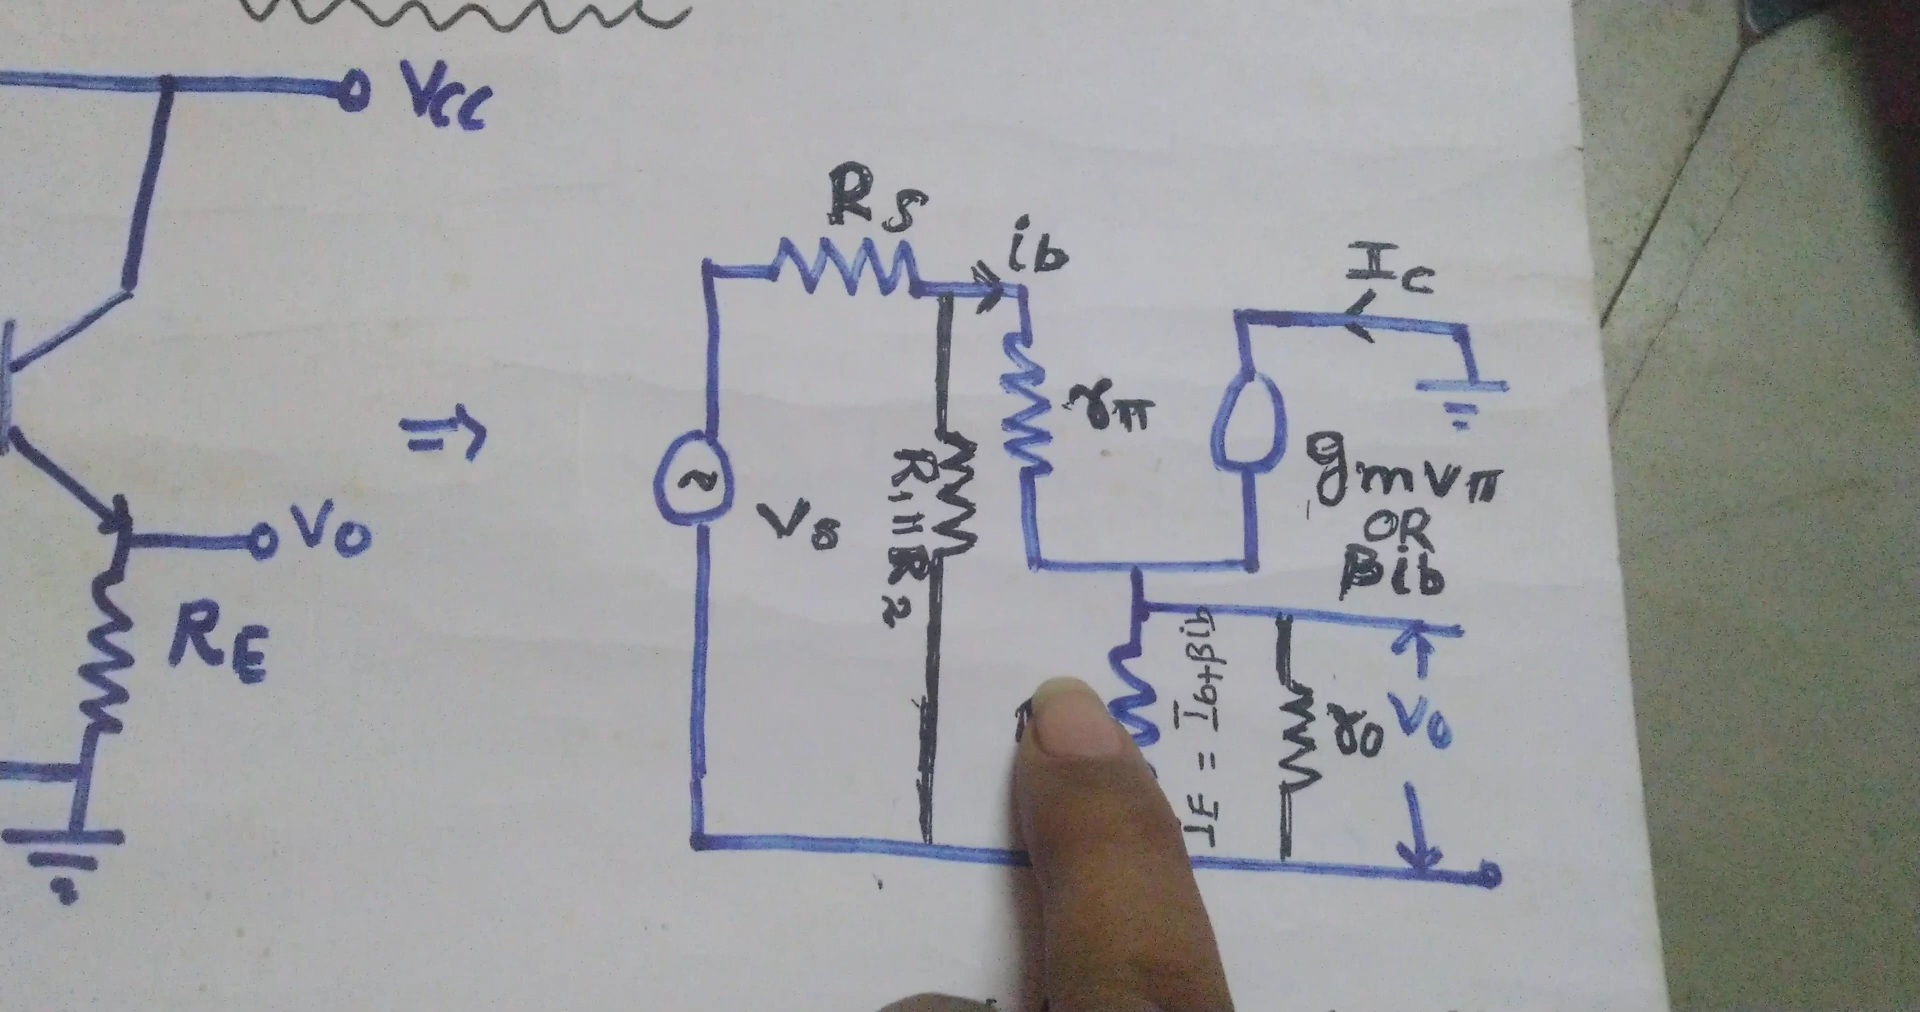 VCC
VO
RE
⇒
RS
ib
R1||R2
Vs
rπ
IC
gmvπ
OR
βib
IE = Ib+βib
ro
Vo